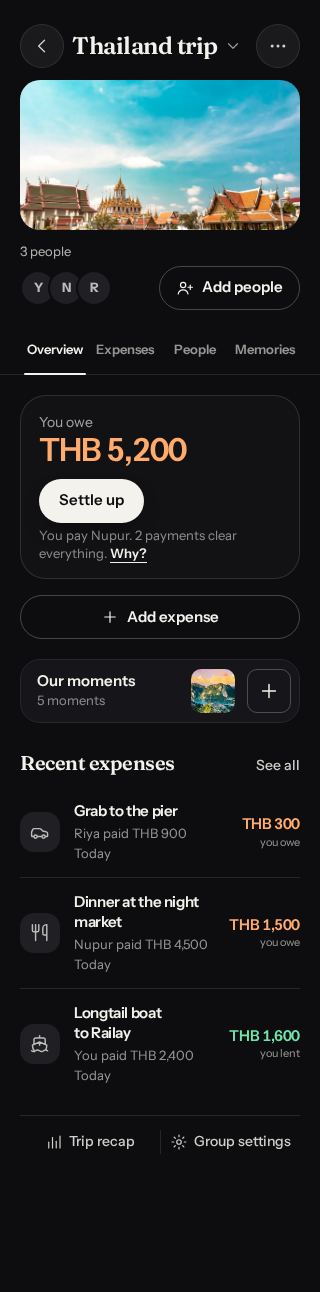 Thailand trip
3 people
Y N R
Add people
Overview Expenses People Memories
You owe
THB 5,200
Settle up
You pay Nupur. 2 payments clear
everything. Why?
Add expense
Our moments
5 moments
Recent expenses See all
Grab to the pier
Riya paid THB 900
Today
THB 300
you owe
Dinner at the night
market
Nupur paid THB 4,500
Today
THB 1,500
you owe
Longtail boat
to Railay
You paid THB 2,400
Today
THB 1,600
you lent
Trip recap Group settings